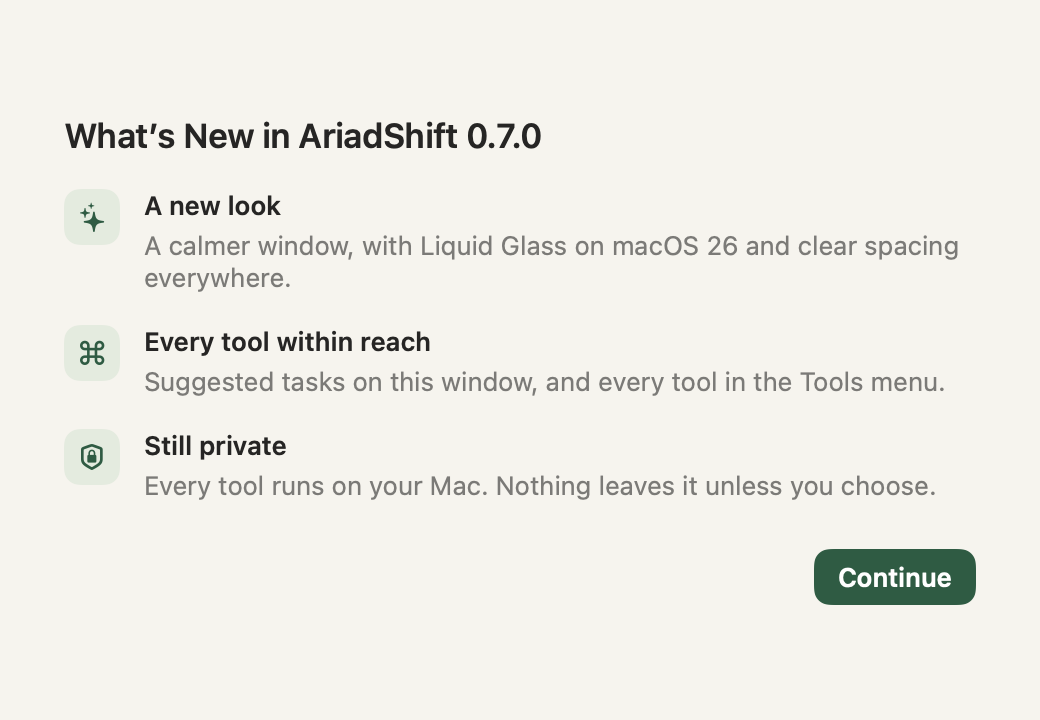 What’s New in AriadShift 0.7.0
A new look
A calmer window, with Liquid Glass on macOS 26 and clear spacing
everywhere.
Every tool within reach
Suggested tasks on this window, and every tool in the Tools menu.
Still private
Every tool runs on your Mac. Nothing leaves it unless you choose.
Continue